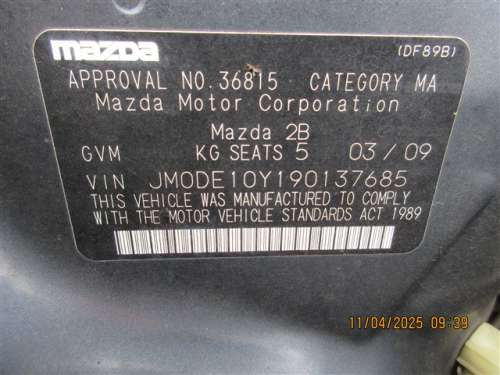 mazda
(DF89B)
APPROVAL NO.36815 CATEGORY MA
Mazda Motor Corporation
Mazda 2B
GVM KG SEATS 5 03/09
VIN JM0DE10Y190137685
THIS VEHICLE WAS MANUFACTURED TO COMPLY
WITH THE MOTOR VEHICLE STANDARDS ACT 1989
11/04/2025 09:39